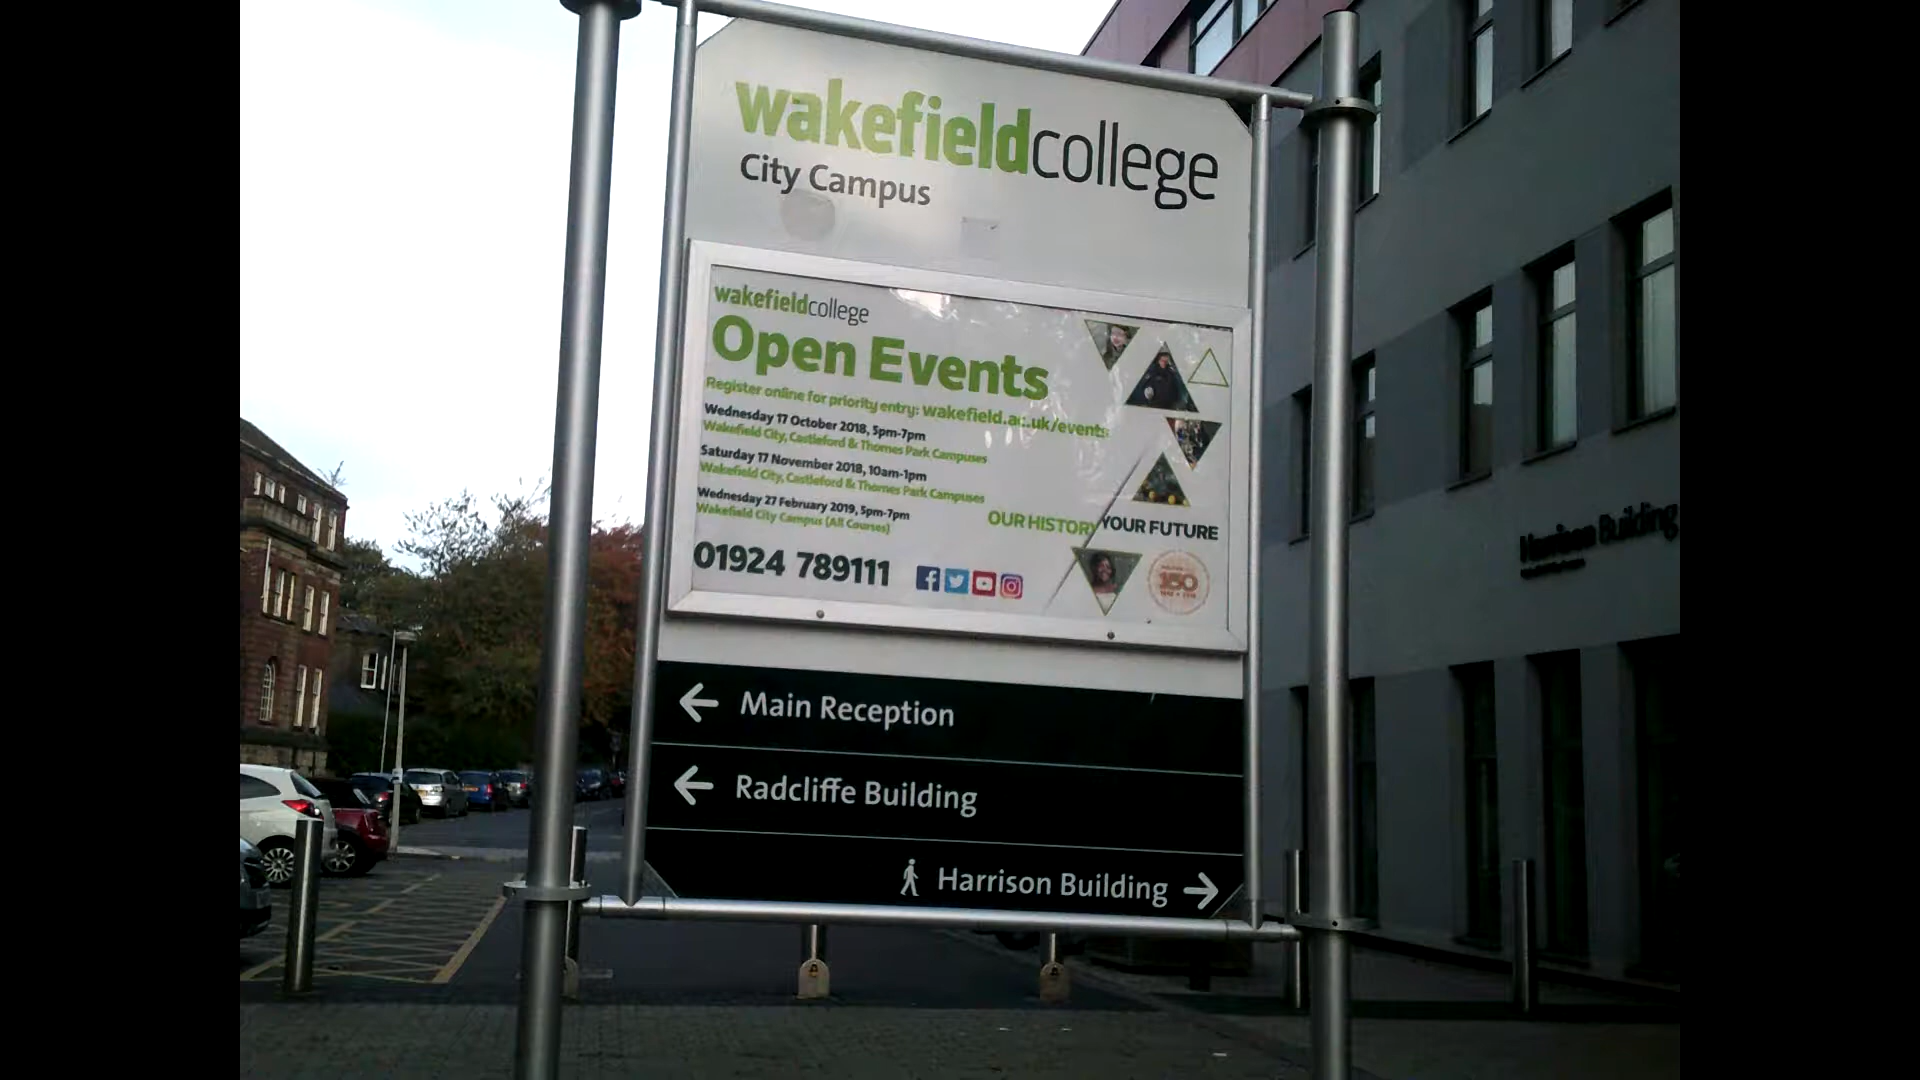 wakefieldcollege
City Campus
wakefieldcollege
Open Events
Register online for priority entry: wakefield.ac.uk/events
Wednesday 17 October 2018, 5pm-7pm
Wakefield City, Castleford & Thornes Park Campuses
Saturday 17 November 2018, 10am-1pm
Wakefield City, Castleford & Thornes Park Campuses
Wednesday 27 February 2019, 5pm-7pm
Wakefield City Campus (All Courses)
OUR HISTORY YOUR FUTURE
01924 789111
150
Main Reception
Radcliffe Building
Harrison Building
Harrison Building